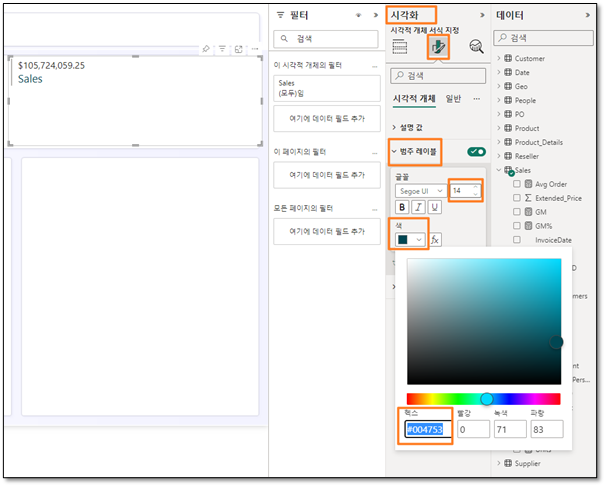 $105,724,059.25
Sales
필터
검색
이 시각적 개체의 필터
...
Sales
(모두)임
여기에 데이터 필드 추가
이 페이지의 필터
...
여기에 데이터 필드 추가
모든 페이지의 필터
...
여기에 데이터 필드 추가
시각화
시각적 개체 서식 지정
검색
시각적 개체
일반
...
설명 값
범주 레이블
글꼴
Segoe UI
14
B
I
U
색
fx
헥스
빨강
녹색
파랑
#004753
0
71
83
데이터
검색
Customer
Date
Geo
People
PO
Product
Product_Details
Reseller
Sales
Avg Order
Extended_Price
GM
GM%
InvoiceDate
D
mers
nt
Pers...
Supplier